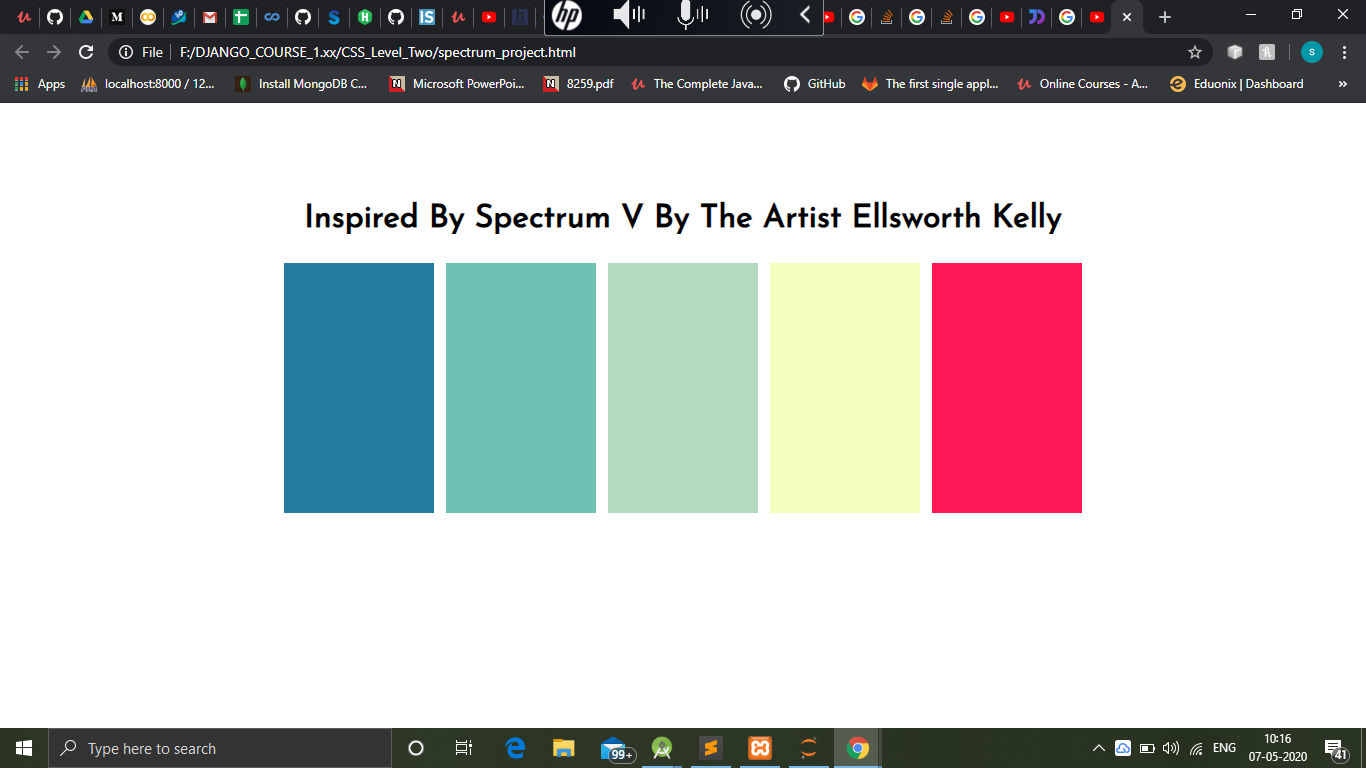 hp
File F:/DJANGO_COURSE_1.xx/CSS_Level_Two/spectrum_project.html s
Apps localhost:8000 / 12... Install MongoDB C... Microsoft PowerPoi... 8259.pdf The Complete Java... GitHub The first single appl... Online Courses - A... Eduonix | Dashboard »
Inspired By Spectrum V By The Artist Ellsworth Kelly
Type here to search 99+ ENG 10:16
07-05-2020 41